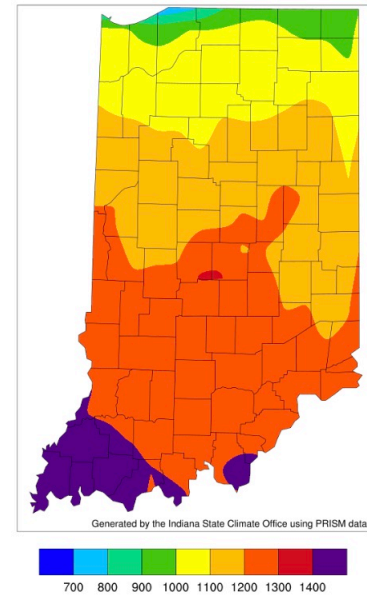 Generated by the Indiana State Climate Office using PRISM data
700 800 900 1000 1100 1200 1300 1400